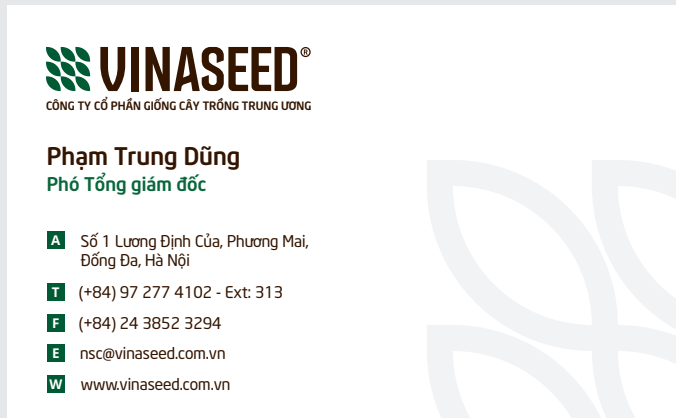 VINASEED®
CÔNG TY CỔ PHẦN GIỐNG CÂY TRỒNG TRUNG ƯƠNG
Phạm Trung Dũng
Phó Tổng giám đốc
A Số 1 Lương Định Của, Phương Mai,
Đống Đa, Hà Nội
T (+84) 97 277 4102 - Ext: 313
F (+84) 24 3852 3294
E nsc@vinaseed.com.vn
W www.vinaseed.com.vn